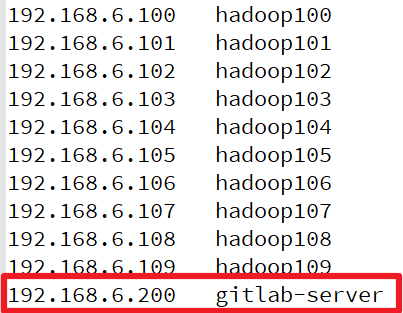 192.168.6.100 hadoop100
192.168.6.101 hadoop101
192.168.6.102 hadoop102
192.168.6.103 hadoop103
192.168.6.104 hadoop104
192.168.6.105 hadoop105
192.168.6.106 hadoop106
192.168.6.107 hadoop107
192.168.6.108 hadoop108
192.168.6.109 hadoop109
192.168.6.200 gitlab-server